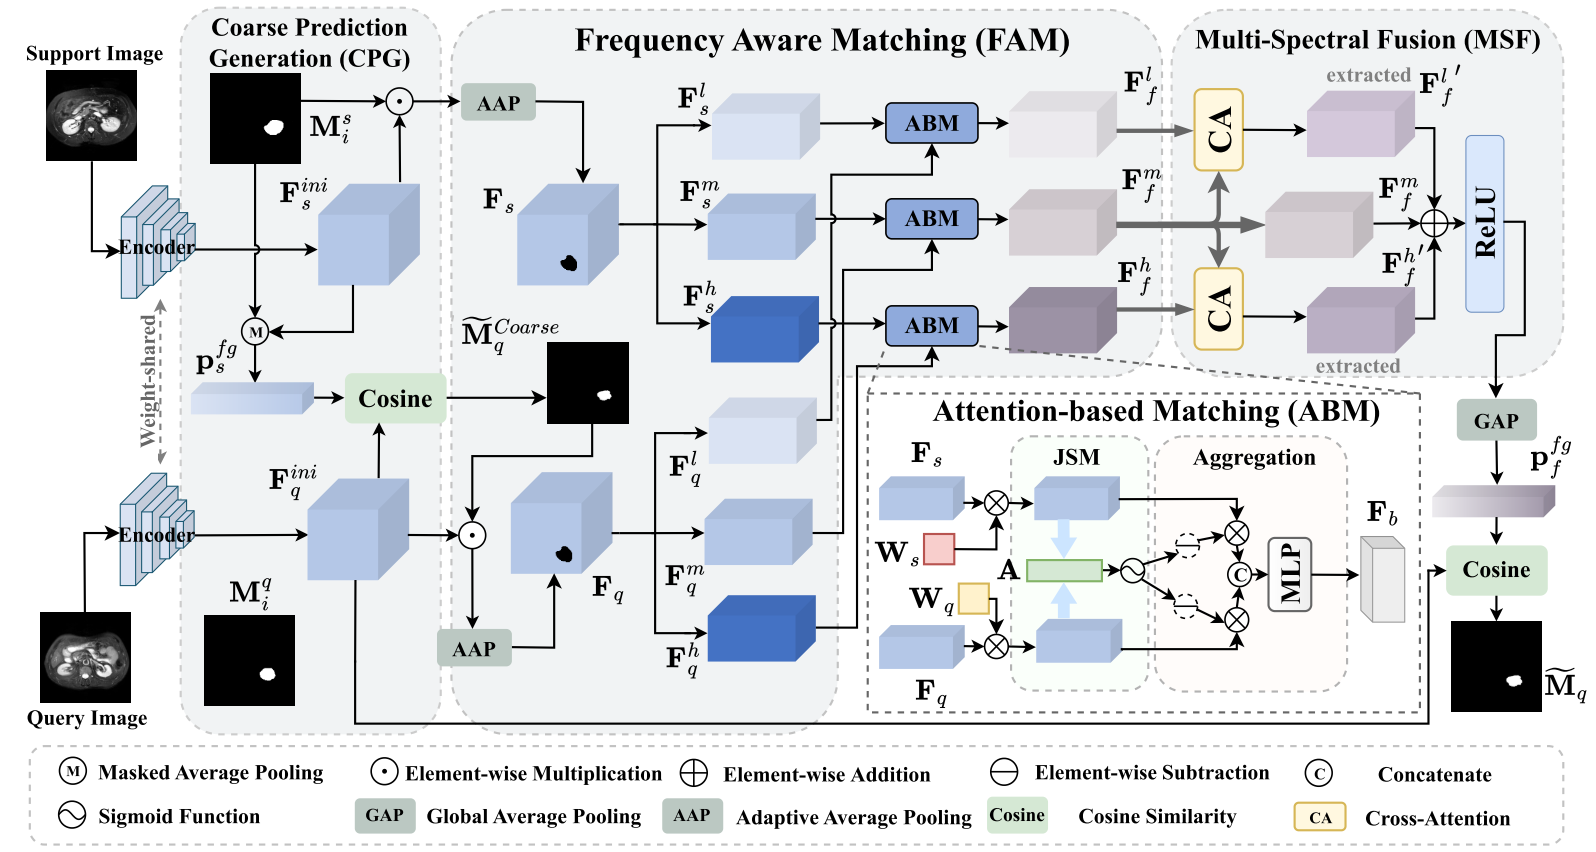 Support Image
Coarse Prediction
Generation (CPG)
Frequency Aware Matching (FAM)
Multi-Spectral Fusion (MSF)
M_i^s
AAP
F_s^{ini}
F_s
F_s^l
F_s^m
F_s^h
ABM
ABM
ABM
F_f^l
F_f^m
F_f^h
CA
CA
extracted
F_f^{l'}
F_f^m
F_f^{h'}
extracted
ReLU
Encoder
Weight-shared
M
p_s^{fg}
Cosine
\widetilde{M}_q^{Coarse}
F_q^{ini}
Encoder
M_i^q
Query Image
AAP
F_q
F_q^l
F_q^m
F_q^h
Attention-based Matching (ABM)
F_s
JSM
Aggregation
W_s
A
W_q
F_q
C
MLP
F_b
GAP
p_f^{fg}
Cosine
\widetilde{M}_q
M Masked Average Pooling
Element-wise Multiplication
Element-wise Addition
Element-wise Subtraction
C Concatenate
Sigmoid Function
GAP Global Average Pooling
AAP Adaptive Average Pooling
Cosine Cosine Similarity
CA Cross-Attention